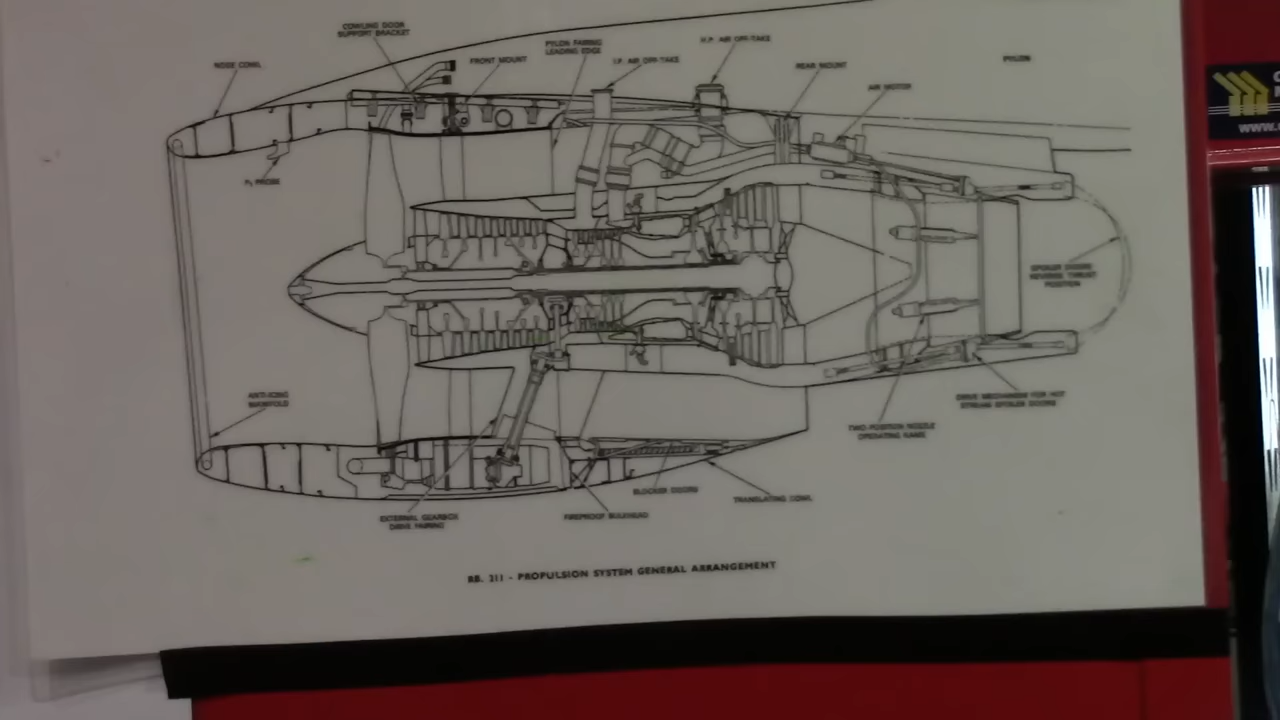 COWLING DOOR
SUPPORT BRACKET
NOSE COWL
FRONT MOUNT
PYLON FAIRING
LEADING EDGE
I.P. AIR OFF-TAKE
H.P. AIR OFF-TAKE
REAR MOUNT
PYLON
AIR MOTOR
P₁ PROBE
SPOILER DOORS
REVERSE THRUST
POSITION
ANTI-ICING
MANIFOLD
DRIVE MECHANISM FOR HOT
STREAM SPOILER DOORS
TWO-POSITION NOZZLE
OPERATING RAMS
BLOCKER DOORS
TRANSLATING COWL
EXTERNAL GEARBOX
DRIVE FAIRING
FIREPROOF BULKHEAD
RB. 211 - PROPULSION SYSTEM GENERAL ARRANGEMENT
www.